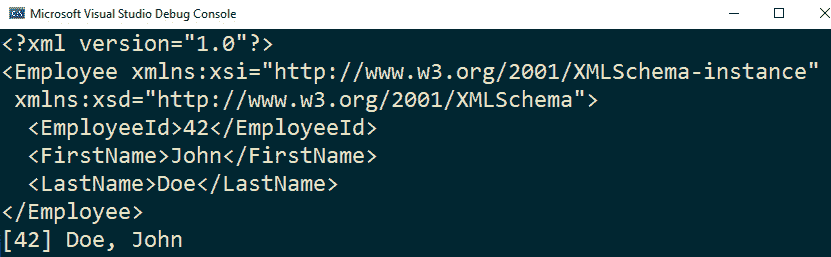 Microsoft Visual Studio Debug Console
<?xml version="1.0"?>
<Employee xmlns:xsi="http://www.w3.org/2001/XMLSchema-instance"
 xmlns:xsd="http://www.w3.org/2001/XMLSchema">
  <EmployeeId>42</EmployeeId>
  <FirstName>John</FirstName>
  <LastName>Doe</LastName>
</Employee>
[42] Doe, John